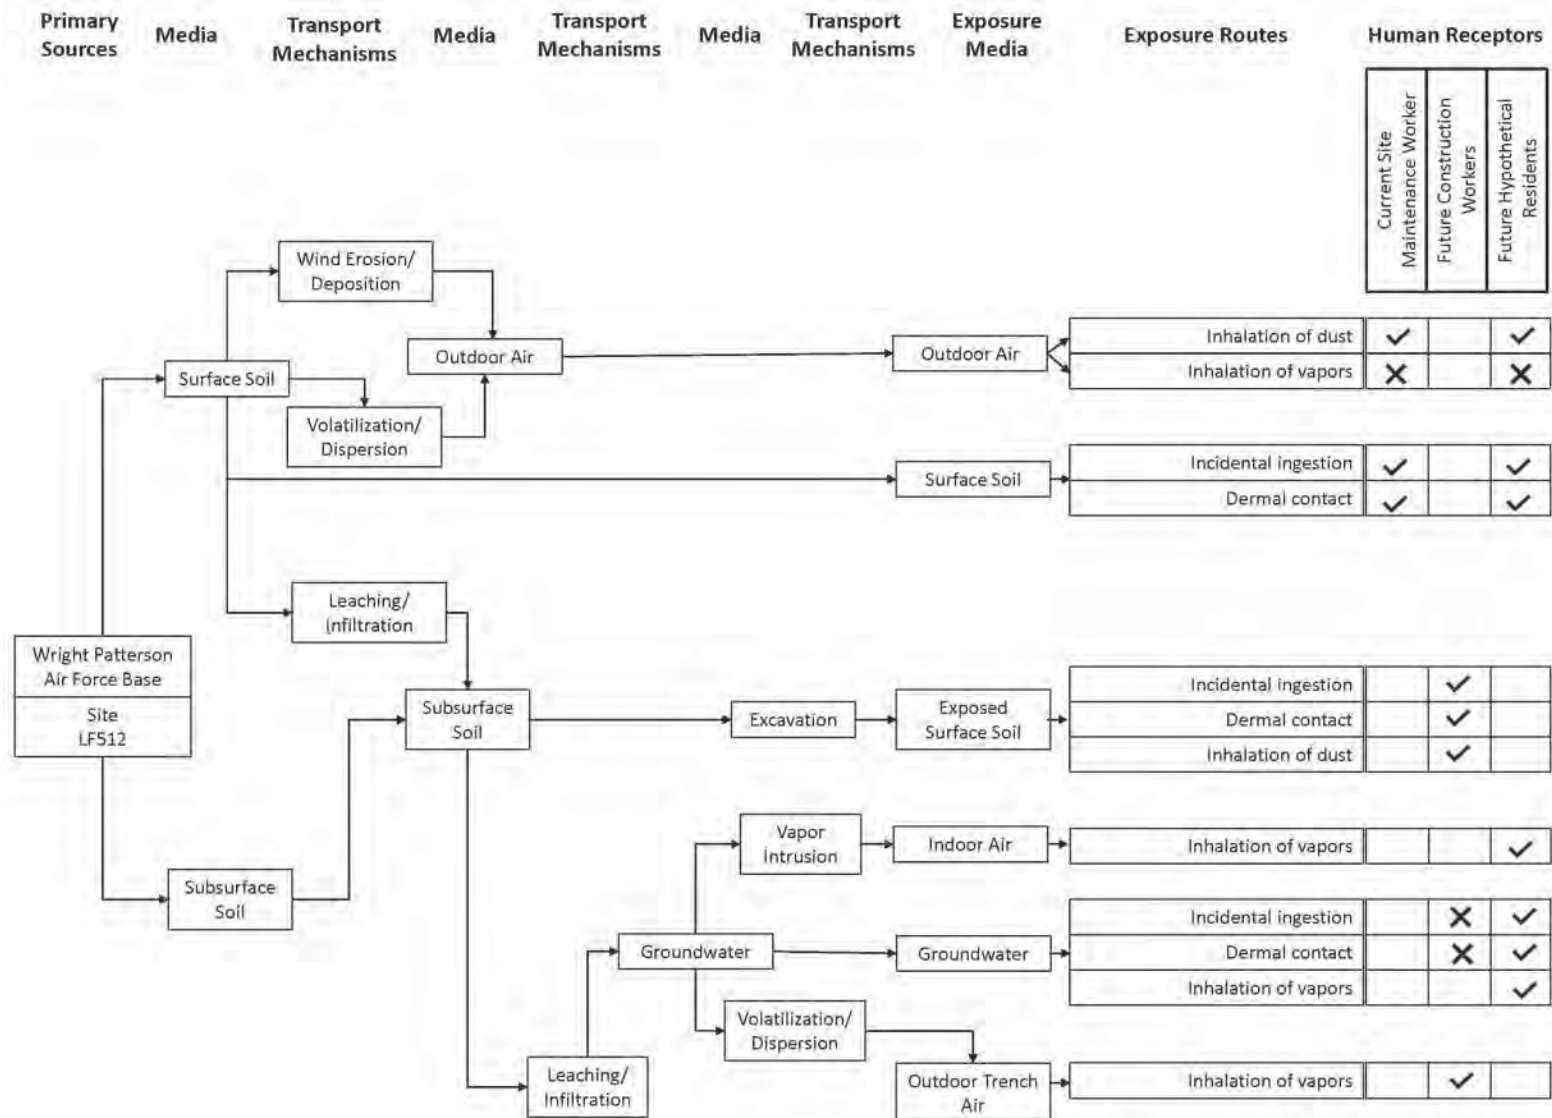 Primary
Sources
Media
Transport
Mechanisms
Media
Transport
Mechanisms
Media
Transport
Mechanisms
Exposure
Media
Exposure Routes
Human Receptors
Current Site
Maintenance Worker
Future Construction
Workers
Future Hypothetical
Residents
Wind Erosion/
Deposition
Outdoor Air
Outdoor Air
Inhalation of dust
Inhalation of vapors
Surface Soil
Volatilization/
Dispersion
Surface Soil
Incidental ingestion
Dermal contact
Leaching/
Infiltration
Wright Patterson
Air Force Base
Site
LF512
Subsurface
Soil
Excavation
Exposed
Surface Soil
Incidental ingestion
Dermal contact
Inhalation of dust
Vapor
Intrusion
Indoor Air
Inhalation of vapors
Subsurface
Soil
Groundwater
Groundwater
Incidental ingestion
Dermal contact
Inhalation of vapors
Volatilization/
Dispersion
Leaching/
Infiltration
Outdoor Trench
Air
Inhalation of vapors